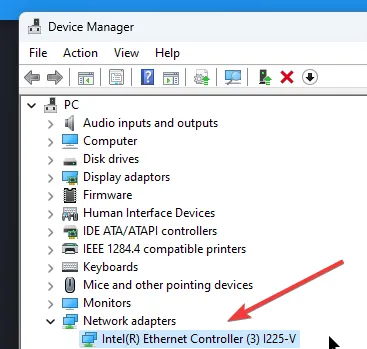 Device Manager
File Action View Help
PC
Audio inputs and outputs
Computer
Disk drives
Display adaptors
Firmware
Human Interface Devices
IDE ATA/ATAPI controllers
IEEE 1284.4 compatible printers
Keyboards
Mice and other pointing devices
Monitors
Network adapters
Intel(R) Ethernet Controller (3) I225-V